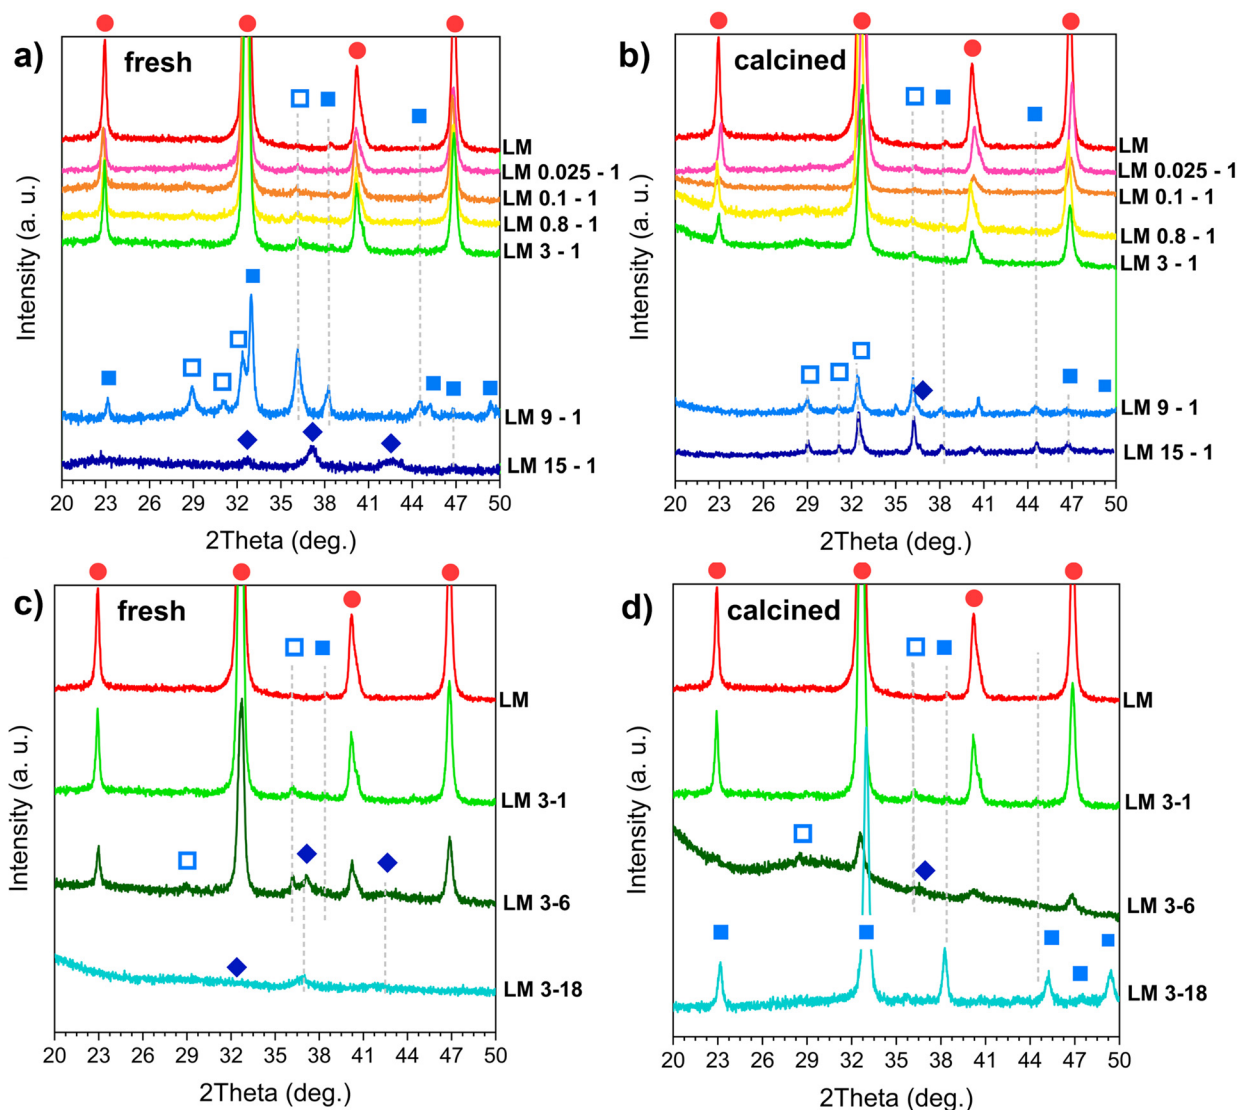 a)
fresh
Intensity (a. u.)
LM
LM 0.025 - 1
LM 0.1 - 1
LM 0.8 - 1
LM 3 - 1
LM 9 - 1
LM 15 - 1
20 23 26 29 32 35 38 41 44 47 50
2Theta (deg.)
b)
calcined
Intensity (a. u.)
LM
LM 0.025 - 1
LM 0.1 - 1
LM 0.8 - 1
LM 3 - 1
LM 9 - 1
LM 15 - 1
20 23 26 29 32 35 38 41 44 47 50
2Theta (deg.)
c)
fresh
Intensity (a. u.)
LM
LM 3-1
LM 3-6
LM 3-18
20 23 26 29 32 35 38 41 44 47 50
2Theta (deg.)
d)
calcined
Intensity (a. u.)
LM
LM 3-1
LM 3-6
LM 3-18
20 23 26 29 32 35 38 41 44 47 50
2Theta (deg.)